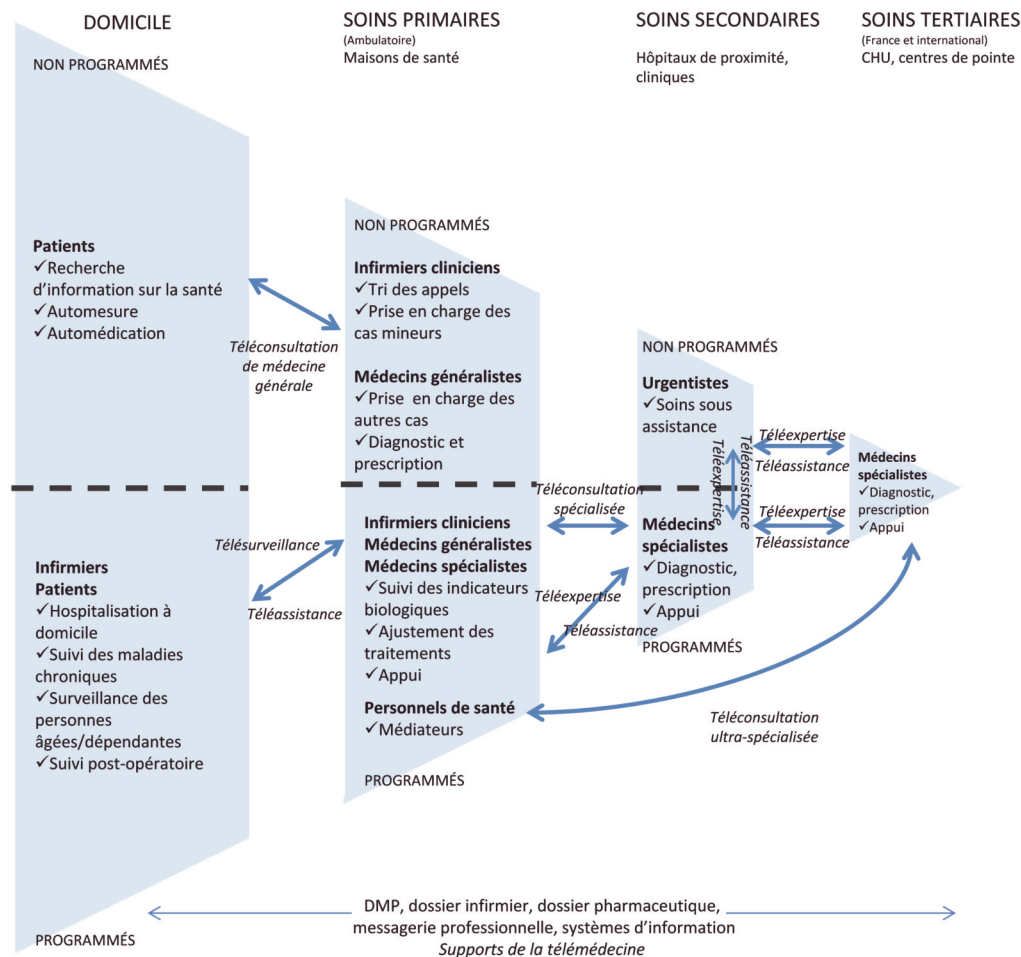 DOMICILE
NON PROGRAMMÉS
Patients
✓Recherche
d'information sur la santé
✓Automesure
✓Automédication
Infirmiers
Patients
✓Hospitalisation à
domicile
✓Suivi des maladies
chroniques
✓Surveillance des
personnes
âgées/dépendantes
✓Suivi post-opératoire
PROGRAMMÉS
Téléconsultation
de médecine
générale
Télésurveillance
Téléassistance
SOINS PRIMAIRES
(Ambulatoire)
Maisons de santé
NON PROGRAMMÉS
Infirmiers cliniciens
✓Tri des appels
✓Prise en charge des
cas mineurs
Médecins généralistes
✓Prise en charge des
autres cas
✓Diagnostic et
prescription
Infirmiers cliniciens
Médecins généralistes
Médecins spécialistes
✓Suivi des indicateurs
biologiques
✓Ajustement des
traitements
✓Appui
Personnels de santé
✓Médiateurs
PROGRAMMÉS
Téléconsultation
spécialisée
Téléexpertise
Téléassistance
SOINS SECONDAIRES
Hôpitaux de proximité,
cliniques
NON PROGRAMMÉS
Urgentistes
✓Soins sous
assistance
Téléexpertise
Téléassistance
Médecins
spécialistes
✓Diagnostic,
prescription
✓Appui
PROGRAMMÉS
Téléexpertise
Téléassistance
Téléexpertise
Téléassistance
SOINS TERTIAIRES
(France et international)
CHU, centres de pointe
Médecins
spécialistes
✓Diagnostic,
prescription
✓Appui
Téléconsultation
ultra-spécialisée
DMP, dossier infirmier, dossier pharmaceutique,
messagerie professionnelle, systèmes d'information
Supports de la télémédecine